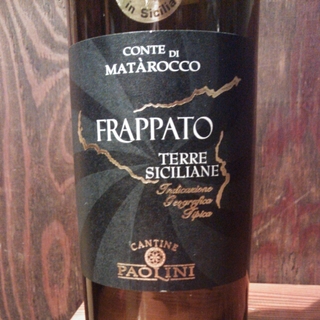 in Sicilia
CONTE DI
MATÀROCCO
FRAPPATO
TERRE
SICILIANE
Indicazione
Geografica
Tipica
CANTINE
PAOLINI